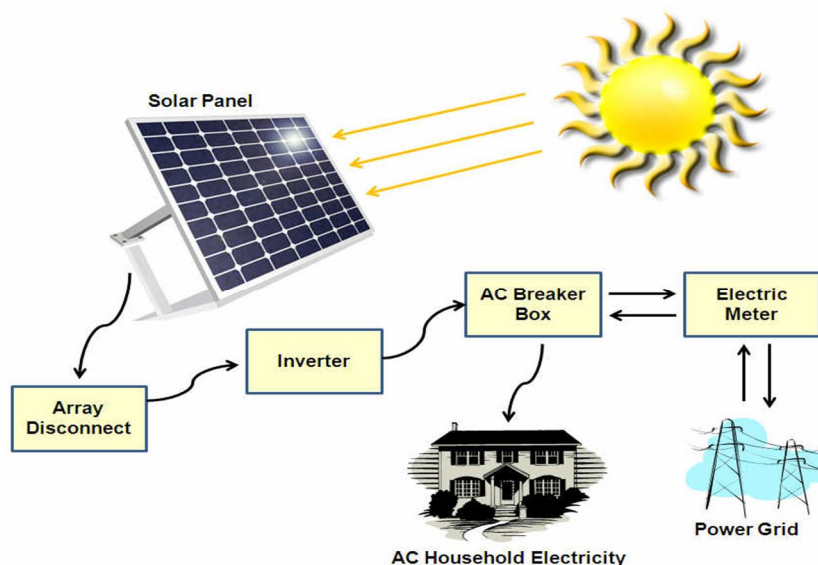 Solar Panel
AC Breaker
Box
Electric
Meter
Inverter
Array
Disconnect
Power Grid
AC Household Electricity